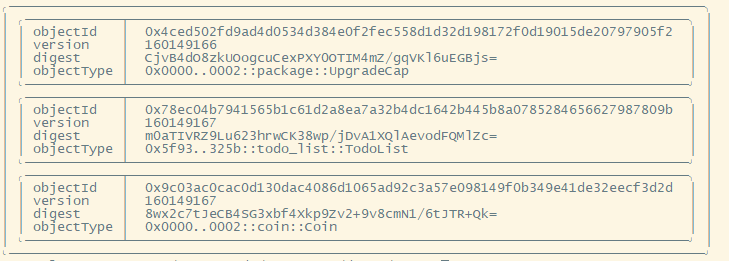 objectId 0x4ced502fd9ad4d0534d384e0f2fec558d1d32d198172f0d19015de20797905f2
version 160149166
digest CjvB4dO8zkUOogcuCexPXY0OTIM4mZ/gqVKl6uEGBjs=
objectType 0x0000..0002::package::UpgradeCap
objectId 0x78ec04b7941565b1c61d2a8ea7a32b4dc1642b445b8a0785284656627987809b
version 160149167
digest m0aTIVRZ9Lu623hrwCK38wp/jDvA1XQlAevodFQMlZc=
objectType 0x5f93..325b::todo_list::TodoList
objectId 0x9c03ac0cac0d130dac4086d1065ad92c3a57e098149f0b349e41de32eecf3d2d
version 160149167
digest 8wx2c7tJeCB4SG3xbf4Xkp9Zv2+9v8cmN1/6tJTR+Qk=
objectType 0x0000..0002::coin::Coin